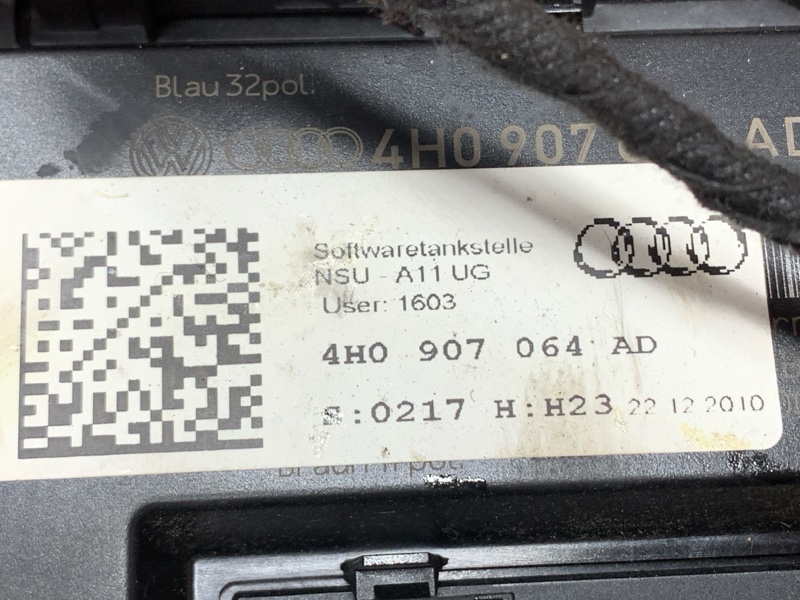 Blau 32pol.
4H0 907 AD
Softwaretankstelle
NSU - A11 UG
User: 1603
4H0 907 064 AD
S:0217 H:H23 22 12 2010